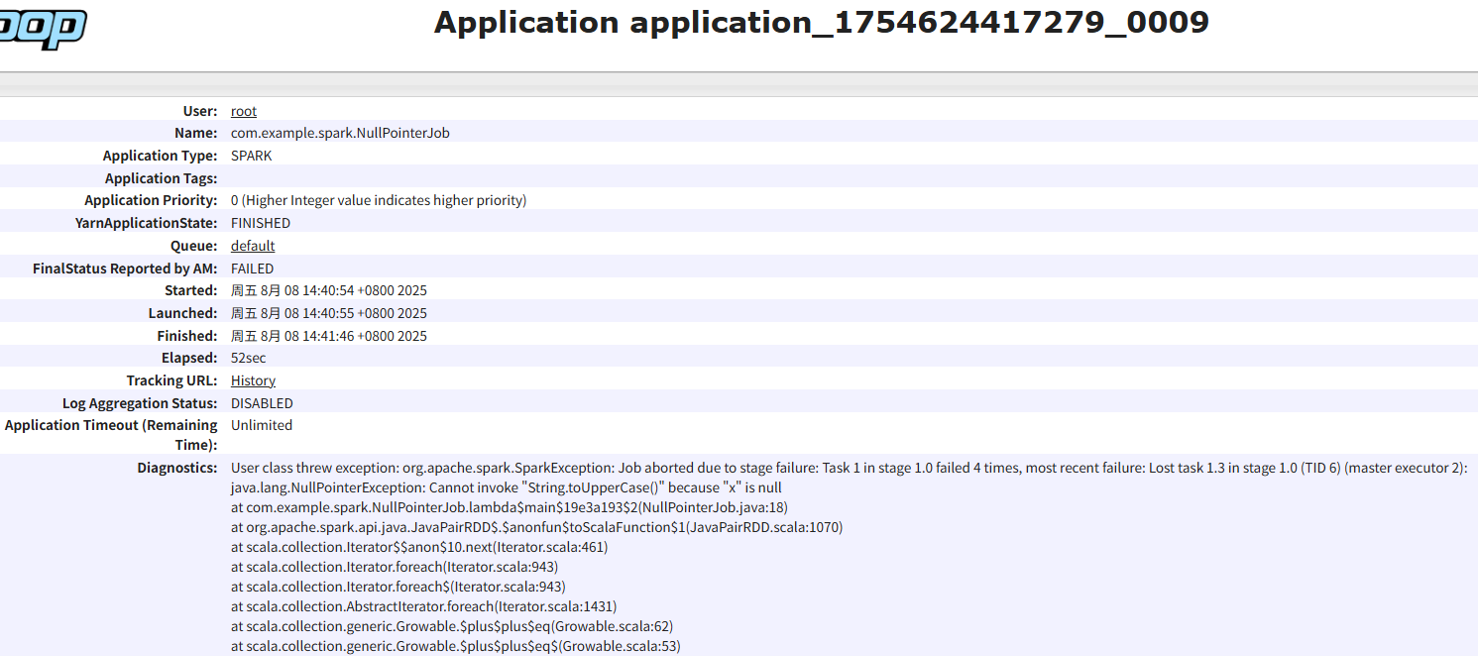 oop
Application application_1754624417279_0009
User: root
Name: com.example.spark.NullPointerJob
Application Type: SPARK
Application Tags:
Application Priority: 0 (Higher Integer value indicates higher priority)
YarnApplicationState: FINISHED
Queue: default
FinalStatus Reported by AM: FAILED
Started: 周五 8月 08 14:40:54 +0800 2025
Launched: 周五 8月 08 14:40:55 +0800 2025
Finished: 周五 8月 08 14:41:46 +0800 2025
Elapsed: 52sec
Tracking URL: History
Log Aggregation Status: DISABLED
Application Timeout (Remaining Unlimited
Time):
Diagnostics: User class threw exception: org.apache.spark.SparkException: Job aborted due to stage failure: Task 1 in stage 1.0 failed 4 times, most recent failure: Lost task 1.3 in stage 1.0 (TID 6) (master executor 2):
java.lang.NullPointerException: Cannot invoke "String.toUpperCase()" because "x" is null
at com.example.spark.NullPointerJob.lambda$main$19e3a193$2(NullPointerJob.java:18)
at org.apache.spark.api.java.JavaPairRDD$.$anonfun$toScalaFunction$1(JavaPairRDD.scala:1070)
at scala.collection.Iterator$$anon$10.next(Iterator.scala:461)
at scala.collection.Iterator.foreach(Iterator.scala:943)
at scala.collection.Iterator.foreach$(Iterator.scala:943)
at scala.collection.AbstractIterator.foreach(Iterator.scala:1431)
at scala.collection.generic.Growable.$plus$plus$eq(Growable.scala:62)
at scala.collection.generic.Growable.$plus$plus$eq$(Growable.scala:53)